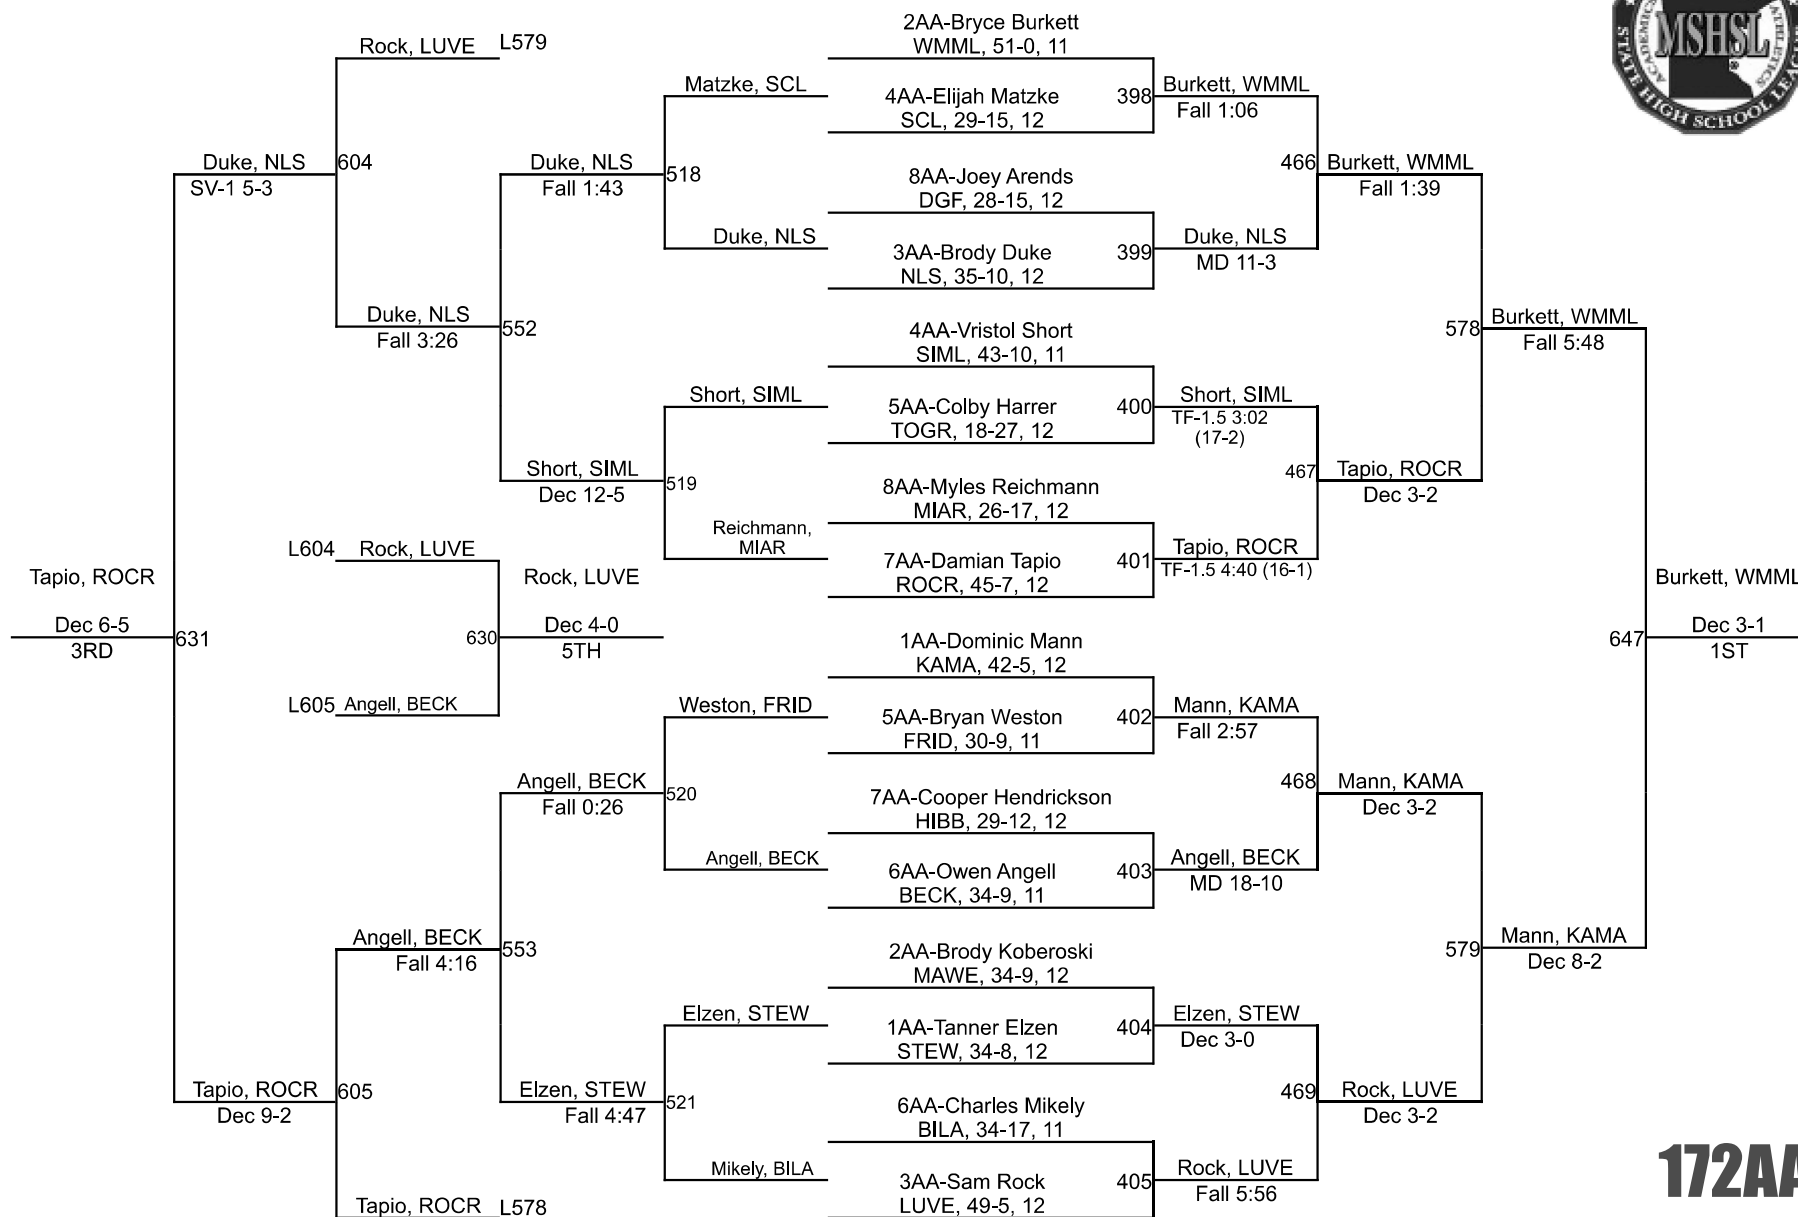 Rock, LUVE L579
Duke, NLS
SV-1 5-3
604
Duke, NLS
Fall 3:26
Matzke, SCL
Duke, NLS
Fall 1:43
518
Duke, NLS
552
Short, SIML
Short, SIML
Dec 12-5
519
Reichmann,
MIAR
L604 Rock, LUVE
Tapio, ROCR
Dec 6-5
3RD
631
Rock, LUVE
630
Dec 4-0
5TH
L605 Angell, BECK
Weston, FRID
Angell, BECK
Fall 0:26
520
Angell, BECK
Angell, BECK
Fall 4:16
553
Elzen, STEW
Tapio, ROCR
Dec 9-2
605
Elzen, STEW
Fall 4:47
521
Mikely, BILA
Tapio, ROCR L578
2AA-Bryce Burkett
WMML, 51-0, 11
4AA-Elijah Matzke
SCL, 29-15, 12
398
Burkett, WMML
Fall 1:06
8AA-Joey Arends
DGF, 28-15, 12
3AA-Brody Duke
NLS, 35-10, 12
399
Duke, NLS
MD 11-3
466
Burkett, WMML
Fall 1:39
4AA-Vristol Short
SIML, 43-10, 11
5AA-Colby Harrer
TOGR, 18-27, 12
400
Short, SIML
TF-1.5 3:02
(17-2)
8AA-Myles Reichmann
MIAR, 26-17, 12
7AA-Damian Tapio
ROCR, 45-7, 12
401
Tapio, ROCR
TF-1.5 4:40 (16-1)
467
Tapio, ROCR
Dec 3-2
578
Burkett, WMML
Fall 5:48
1AA-Dominic Mann
KAMA, 42-5, 12
5AA-Bryan Weston
FRID, 30-9, 11
402
Mann, KAMA
Fall 2:57
7AA-Cooper Hendrickson
HIBB, 29-12, 12
6AA-Owen Angell
BECK, 34-9, 11
403
Angell, BECK
MD 18-10
468
Mann, KAMA
Dec 3-2
2AA-Brody Koberoski
MAWE, 34-9, 12
1AA-Tanner Elzen
STEW, 34-8, 12
404
Elzen, STEW
Dec 3-0
6AA-Charles Mikely
BILA, 34-17, 11
3AA-Sam Rock
LUVE, 49-5, 12
405
Rock, LUVE
Fall 5:56
469
Rock, LUVE
Dec 3-2
579
Mann, KAMA
Dec 8-2
Burkett, WMML
647
Dec 3-1
1ST
MSHSL
STATE HIGH SCHOOL
172AA